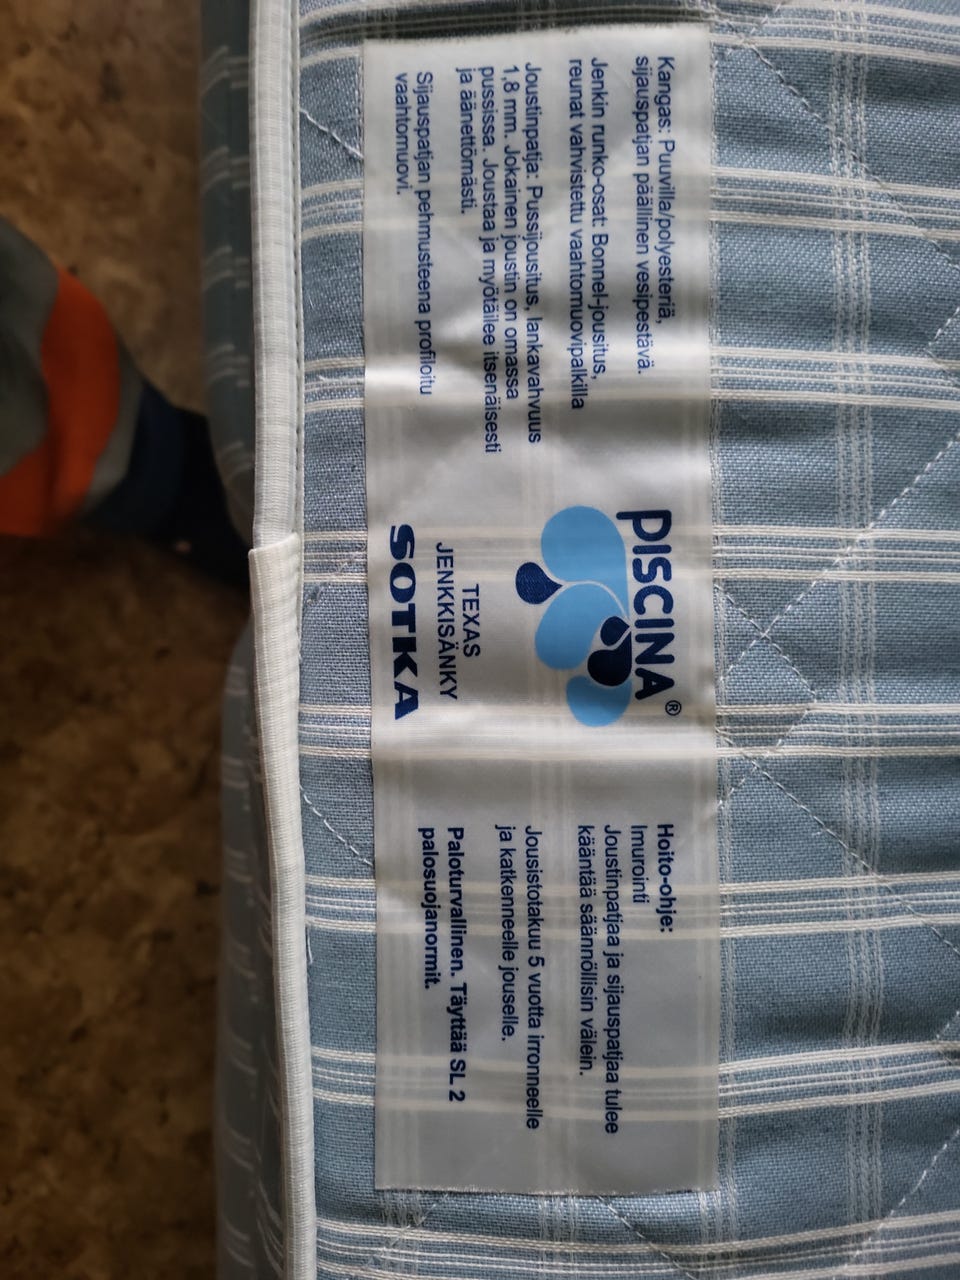 Kangas: Puuvilla/polyesteriä,
sijauspatjan päällinen vesipestävä.
Jenkin runko-osat: Bonnel-jousitus,
reunat vahvistettu vaahtomuovipalkilla
Joustinpatja: Pussijousitus, lankavahvuus
1,8 mm. Jokainen joustin on omassa
pussissa. Joustaa ja myötäilee itsenäisesti
ja äänettömästi.
Sijauspatjan pehmusteena profiloitu
vaahtomuovi.
PISCINA®
TEXAS
JENKKISÄNKY
SOTKA
Hoito-ohje:
Imurointi
Joustinpatjaa ja sijauspatjaa tulee
kääntää säännöllisin välein.
Jousistotakuu 5 vuotta irronneelle
ja katkenneelle jouselle.
Paloturvallinen. Täyttää SL 2
palosuojanormit.